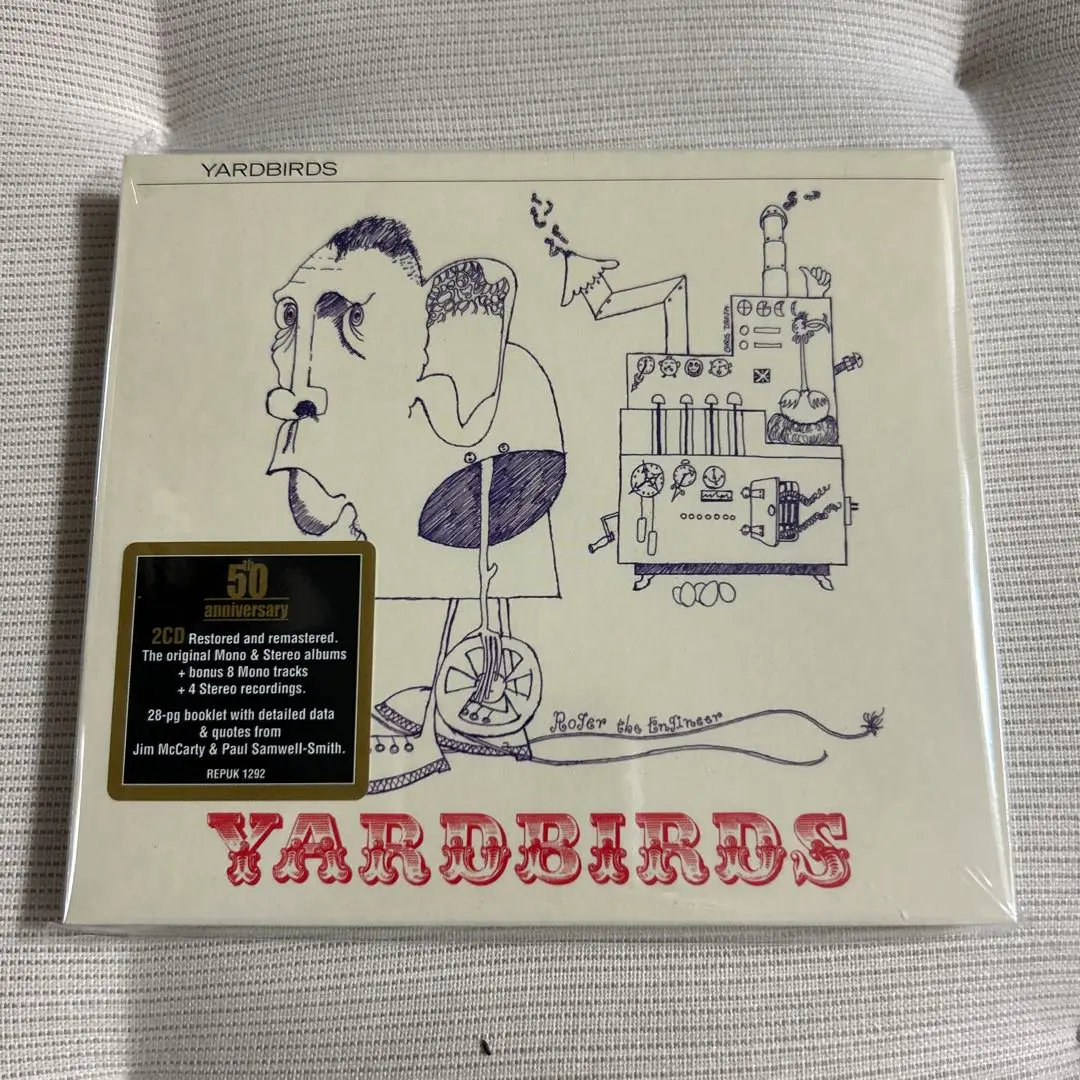 YARDBIRDS
CHRIS DREJA
50th
anniversary
2CD Restored and remastered.
The original Mono & Stereo albums
+ bonus 8 Mono tracks
+ 4 Stereo recordings.
28-pg booklet with detailed data
& quotes from
Jim McCarty & Paul Samwell-Smith.
REPUK 1292
Roger the Engineer
YARDBIRDS